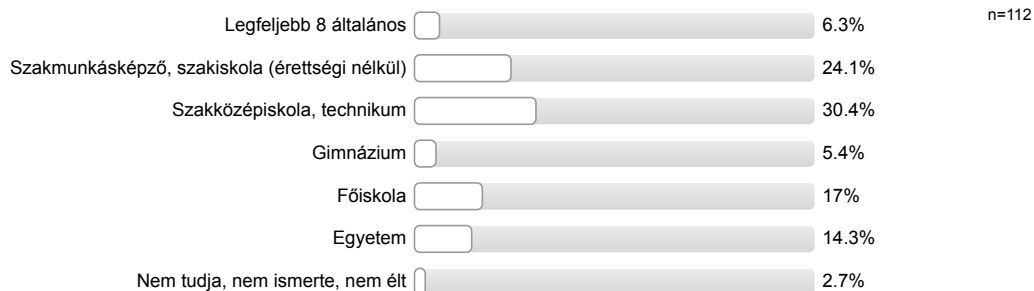 Legfeljebb 8 általános 6.3% n=112
Szakmunkásképző, szakiskola (érettségi nélkül) 24.1%
Szakközépiskola, technikum 30.4%
Gimnázium 5.4%
Főiskola 17%
Egyetem 14.3%
Nem tudja, nem ismerte, nem élt 2.7%